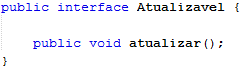 public interface Atualizavel {
public void atualizar();
}